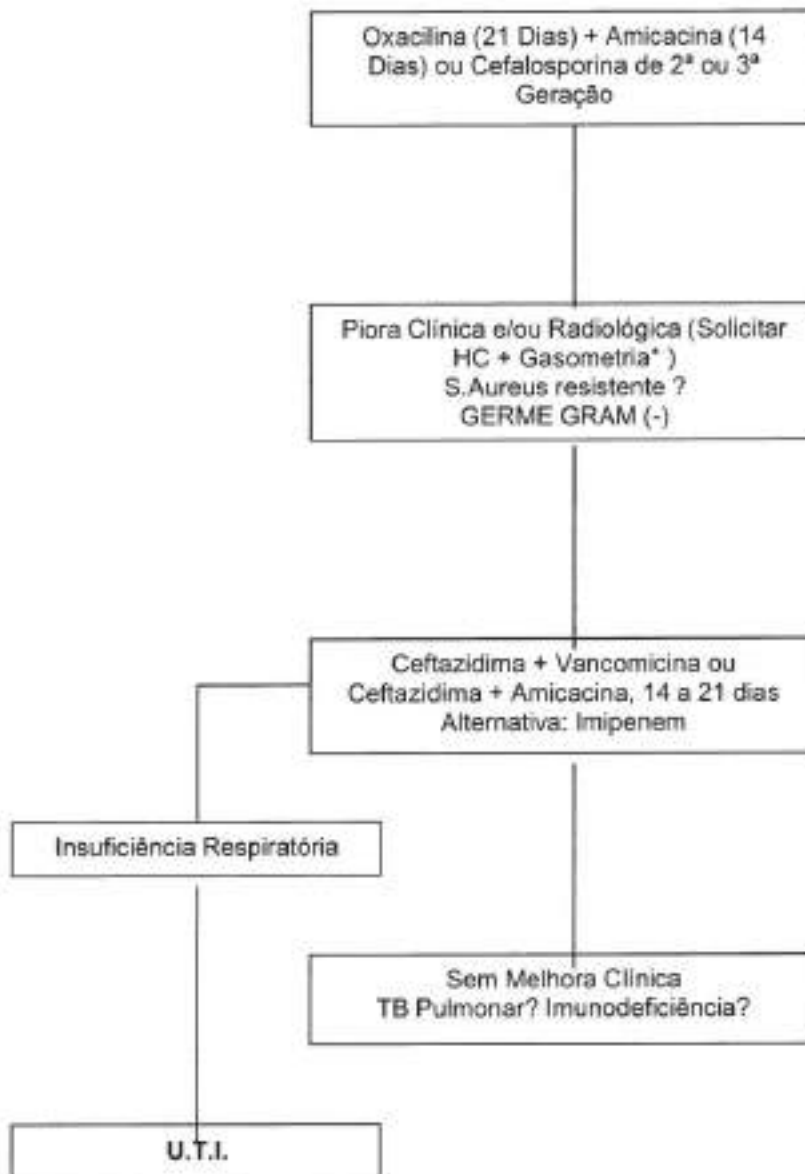 Oxacilina (21 Dias) + Amicacina (14
Dias) ou Cefalosporina de 2ª ou 3ª
Geração
Piora Clínica e/ou Radiológica (Solicitar
HC + Gasometria* )
S.Aureus resistente ?
GERME GRAM (-)
Ceftazidima + Vancomicina ou
Ceftazidima + Amicacina, 14 a 21 dias
Alternativa: Imipenem
Insuficiência Respiratória
Sem Melhora Clínica
TB Pulmonar? Imunodeficiência?
U.T.I.